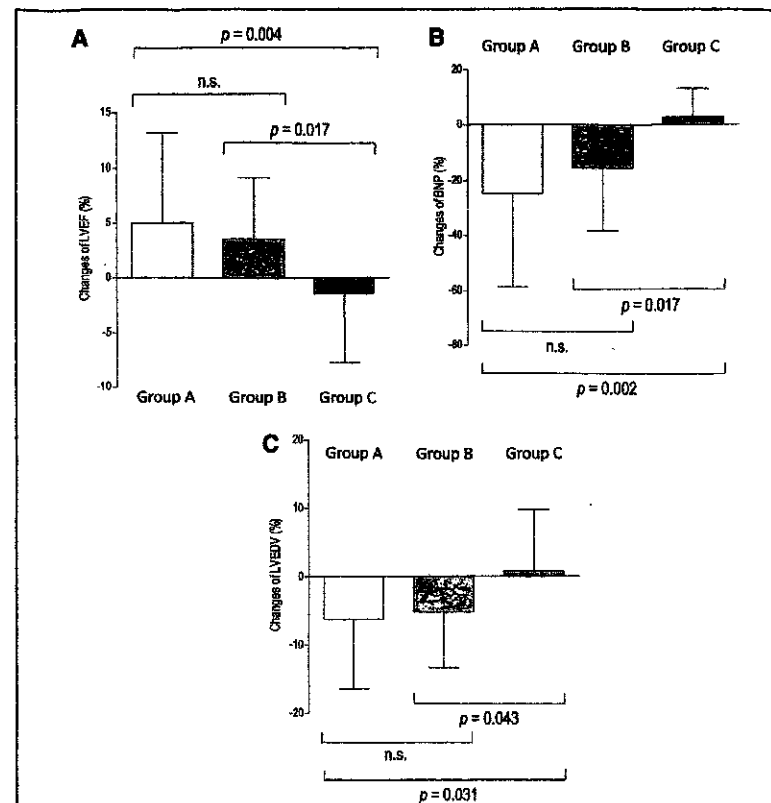 A
p = 0.004
n.s.
p = 0.017
Changes of LVEF (%)
15
10
5
0
-5
-10
Group A Group B Group C
B
Group A Group B Group C
Changes of BNP (%)
20
0
-20
-40
-60
-80
p = 0.017
n.s.
p = 0.002
C
Group A Group B Group C
Changes of LVEDV (%)
20
10
0
-10
-20
p = 0.043
n.s.
p = 0.031